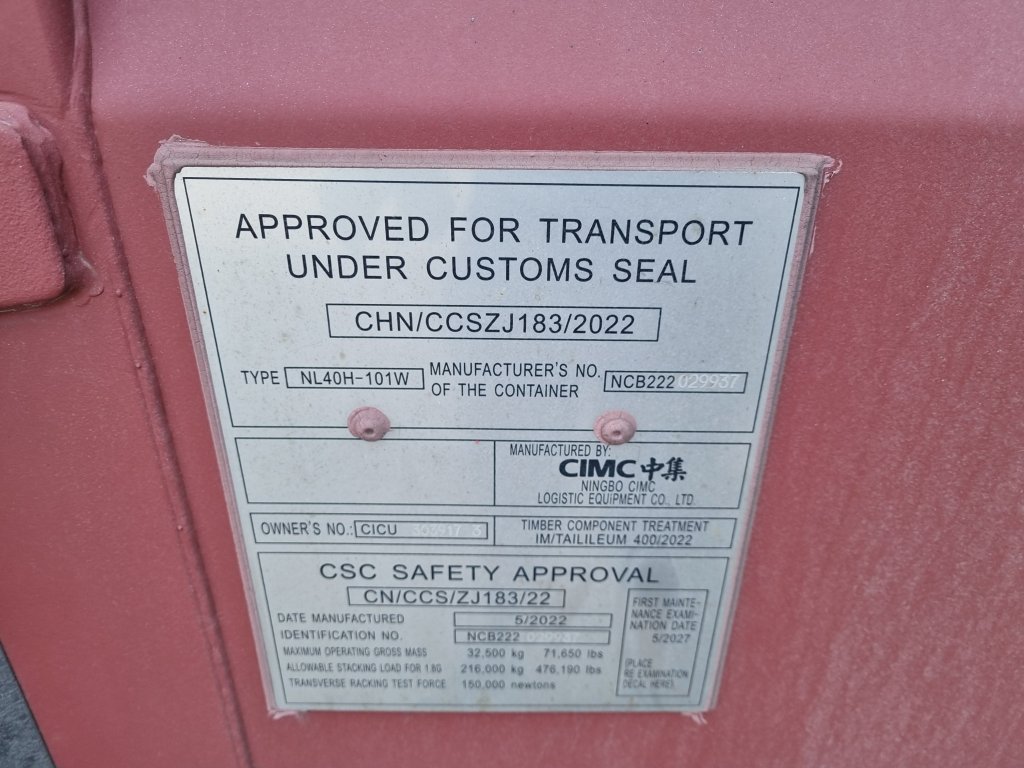 APPROVED FOR TRANSPORT
UNDER CUSTOMS SEAL
CHN/CCSZJ183/2022
TYPE NL40H-101W MANUFACTURER'S NO. OF THE CONTAINER NCB222 029937
MANUFACTURED BY:
CIMC 中集
NINGBO CIMC
LOGISTIC EQUIPMENT CO., LTD
OWNER'S NO.: CICU
TIMBER COMPONENT TREATMENT
IM/TAILILEUM 400/2022
CSC SAFETY APPROVAL
CN/CCS/ZJ183/22
DATE MANUFACTURED 5/2022
IDENTIFICATION NO. NCB222 029937
MAXIMUM OPERATING GROSS MASS 32,500 kg 71,650 lbs
ALLOWABLE STACKING LOAD FOR 1.8G 216,000 kg 476,190 lbs
TRANSVERSE RACKING TEST FORCE 150,000 newtons
FIRST MAINTE-
NANCE EXAMI-
NATION DATE
5/2027
(PLACE
RE EXAMINATION
DECAL HERE)